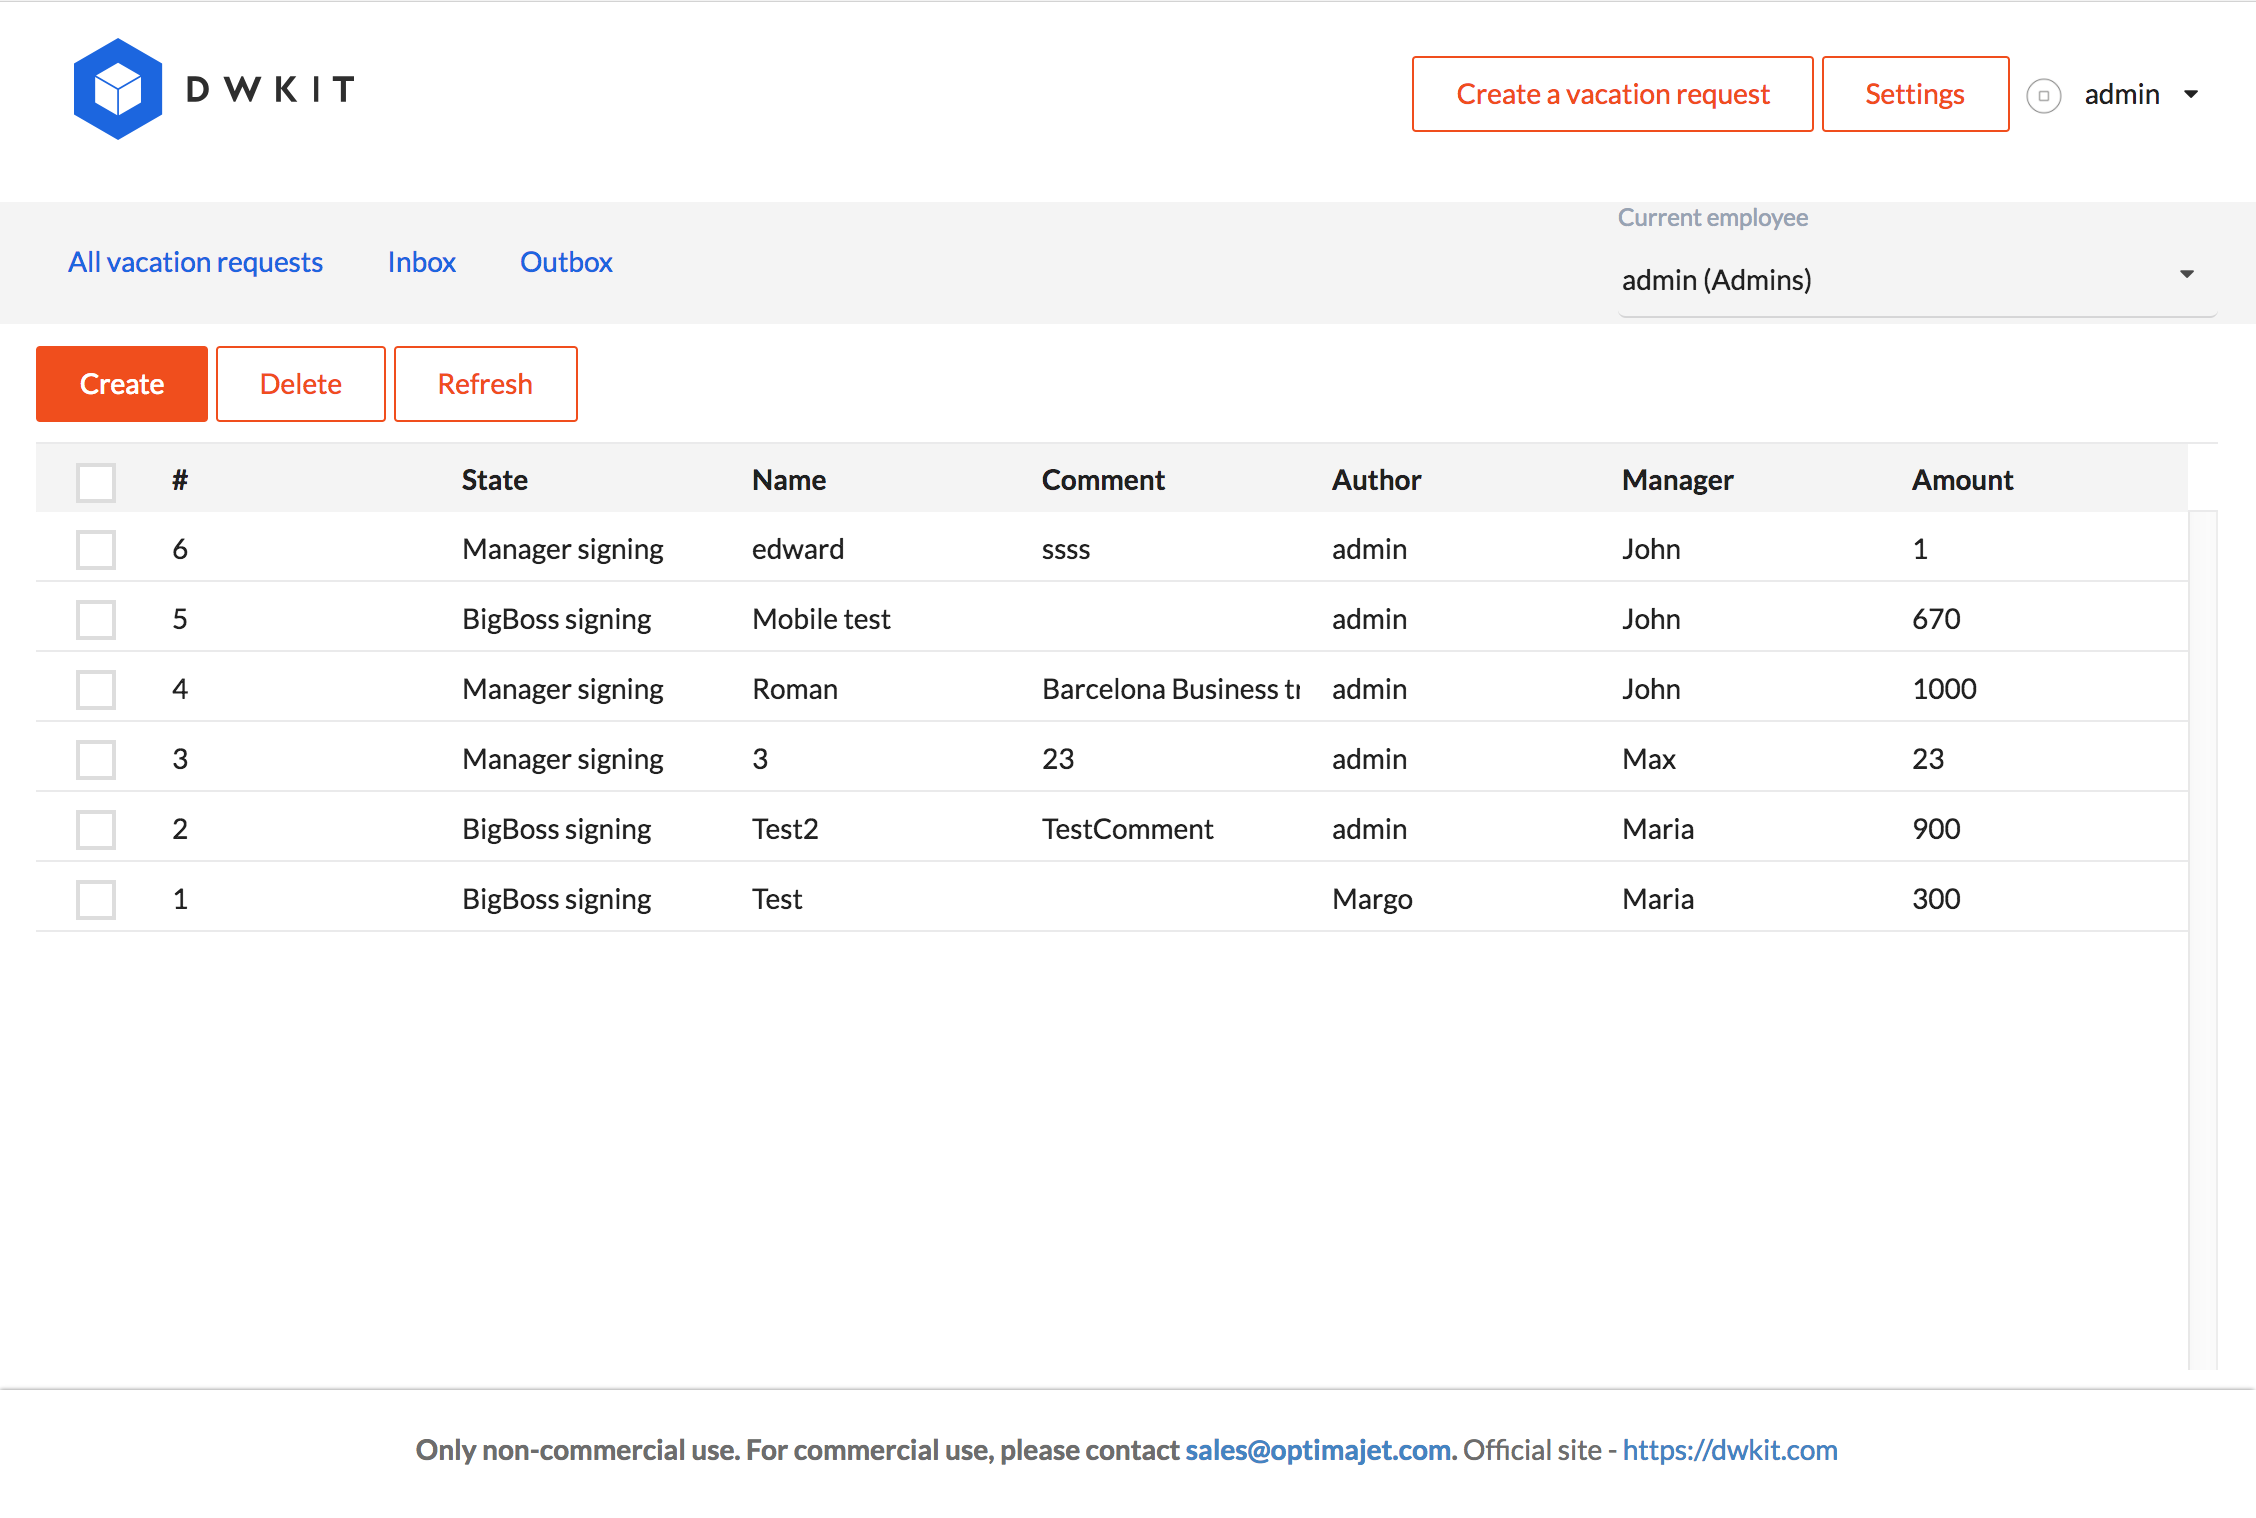 DWKIT
Create a vacation request Settings admin
Current employee
All vacation requests Inbox Outbox
admin (Admins)
Create Delete Refresh
# State Name Comment Author Manager Amount
6 Manager signing edward ssss admin John 1
5 BigBoss signing Mobile test admin John 670
4 Manager signing Roman Barcelona Business tr admin John 1000
3 Manager signing 3 23 admin Max 23
2 BigBoss signing Test2 TestComment admin Maria 900
1 BigBoss signing Test Margo Maria 300
Only non-commercial use. For commercial use, please contact sales@optimajet.com. Official site - https://dwkit.com